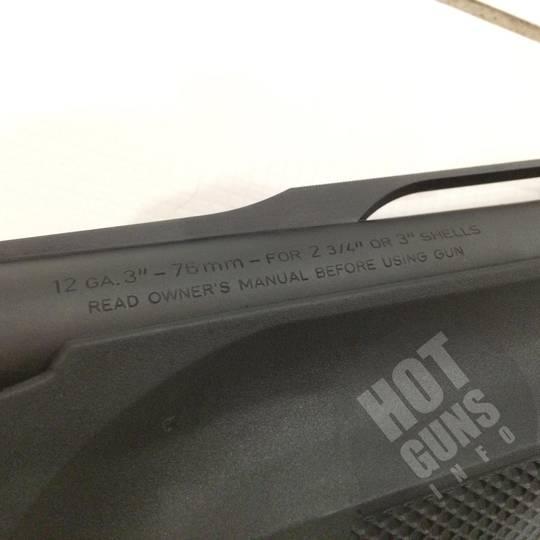 12 GA. 3" – 76mm – FOR 2 3/4" OR 3" SHELLS
READ OWNER'S MANUAL BEFORE USING GUN
HOT
GUNS
INFO